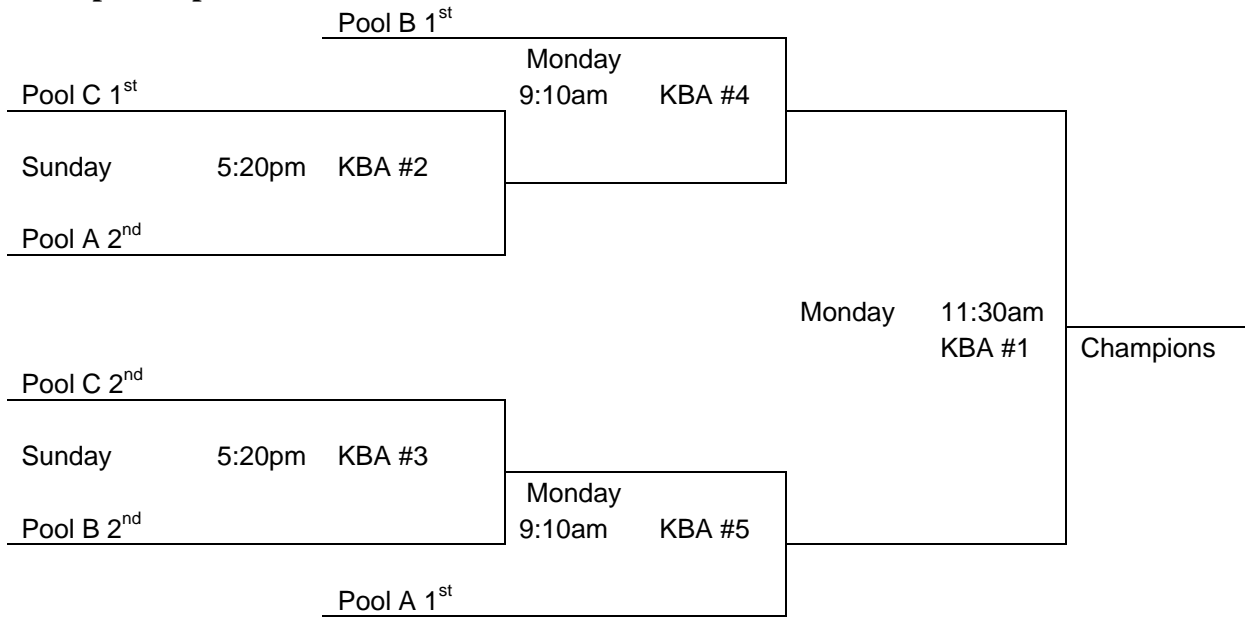 Pool B 1st
Monday
Pool C 1st 9:10am KBA #4
Sunday 5:20pm KBA #2
Pool A 2nd
Monday 11:30am
KBA #1 Champions
Pool C 2nd
Sunday 5:20pm KBA #3
Monday
Pool B 2nd 9:10am KBA #5
Pool A 1st